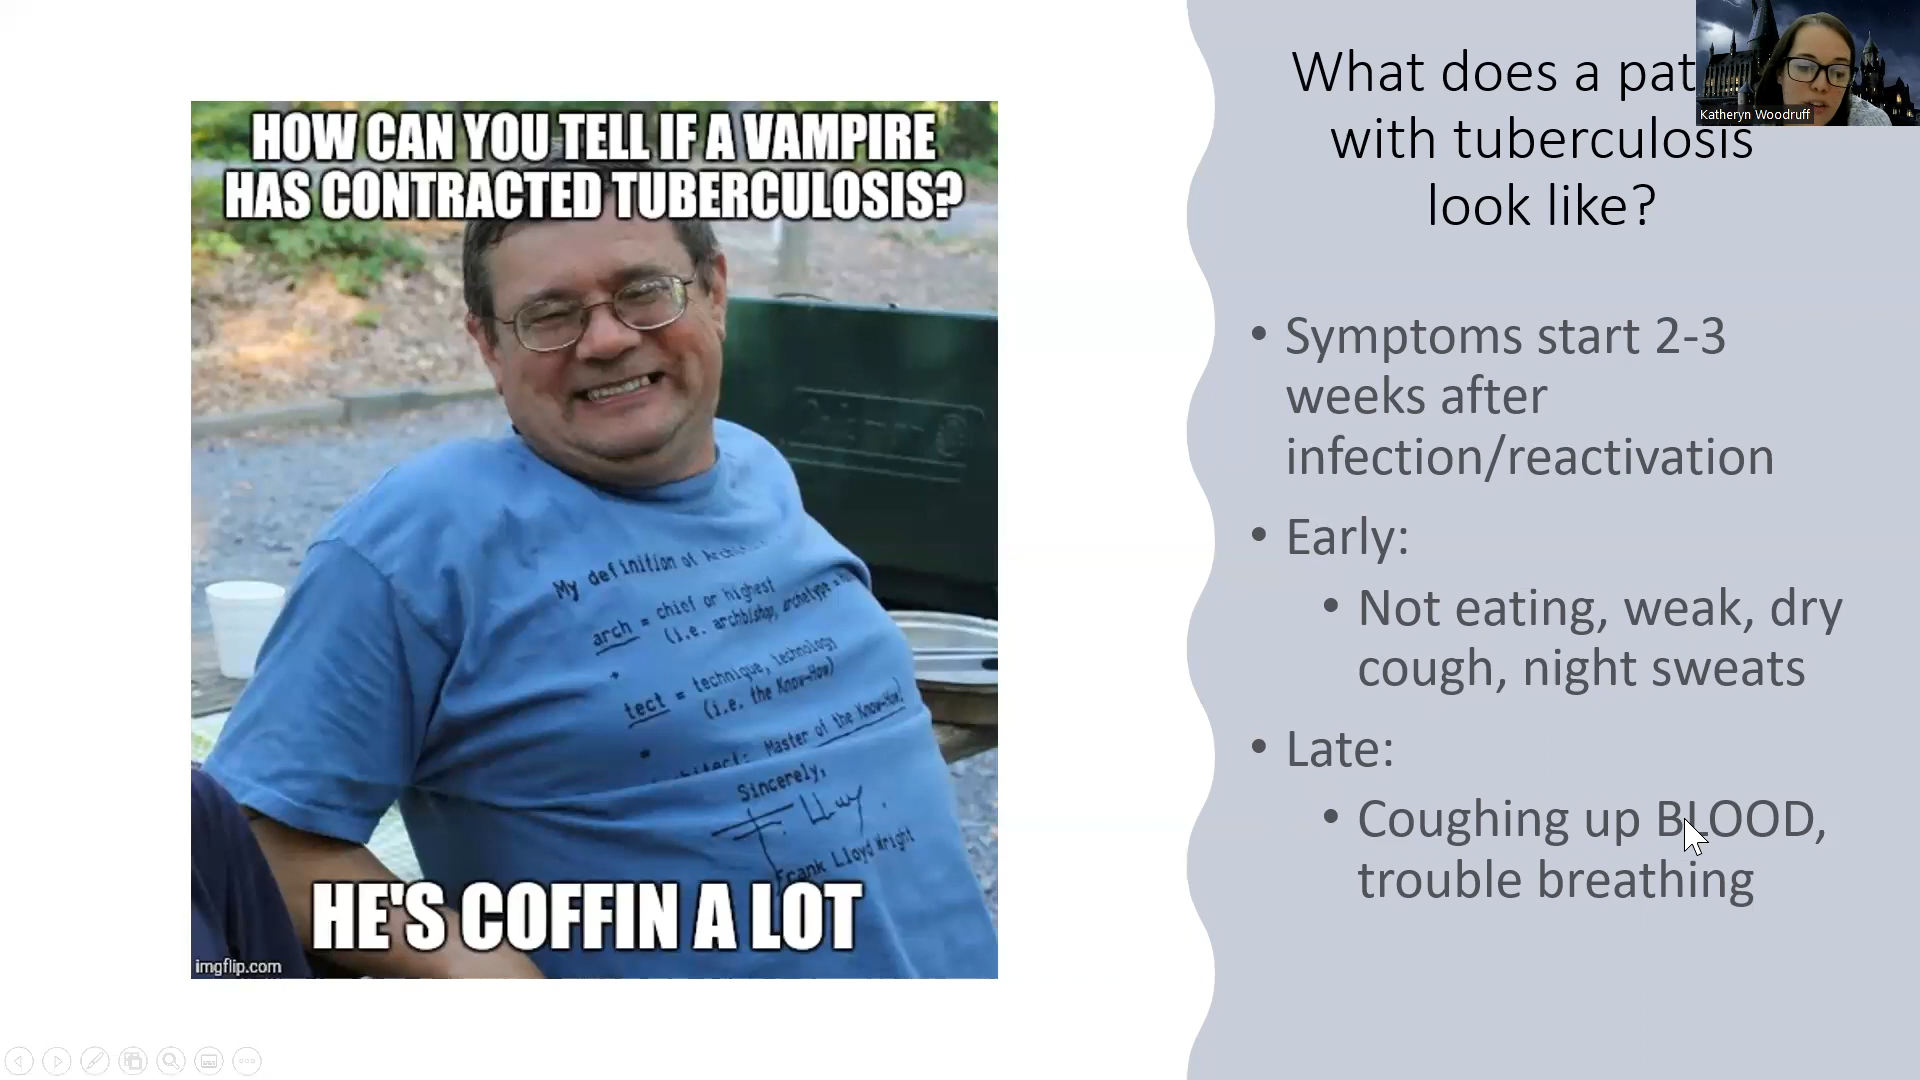 HOW CAN YOU TELL IF A VAMPIRE
HAS CONTRACTED TUBERCULOSIS?
My definition of
arch = chief or highest
(i.e. archbishop, archetype =
+
tect = technique, technology
(i.e. the Know-How)
=
Master of the Know-How)
Sincerely,
Frank Lloyd Wright
HE'S COFFIN A LOT
imgflip.com
What does a pat
with tuberculosis
look like?
Katheryn Woodruff
• Symptoms start 2-3
weeks after
infection/reactivation
• Early:
• Not eating, weak, dry
cough, night sweats
• Late:
• Coughing up BLOOD,
trouble breathing